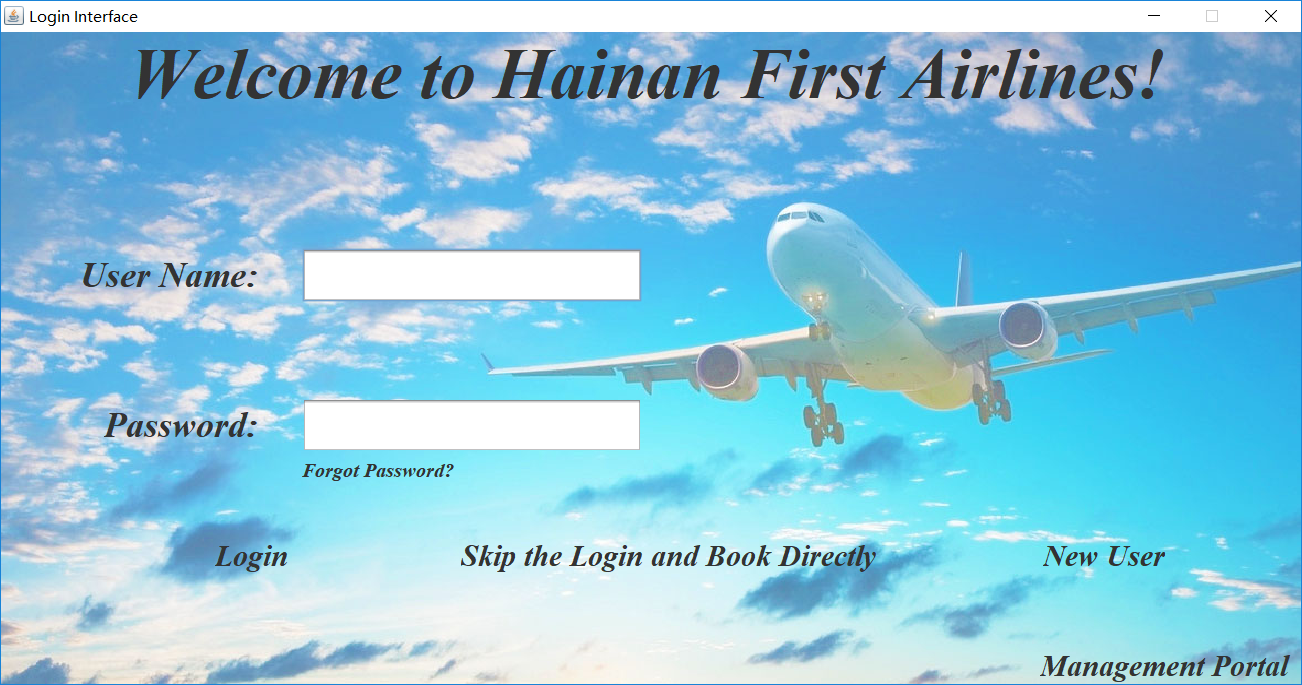 Login Interface
Welcome to Hainan First Airlines!
User Name:
Password:
Forgot Password?
Login
Skip the Login and Book Directly
New User
Management Portal